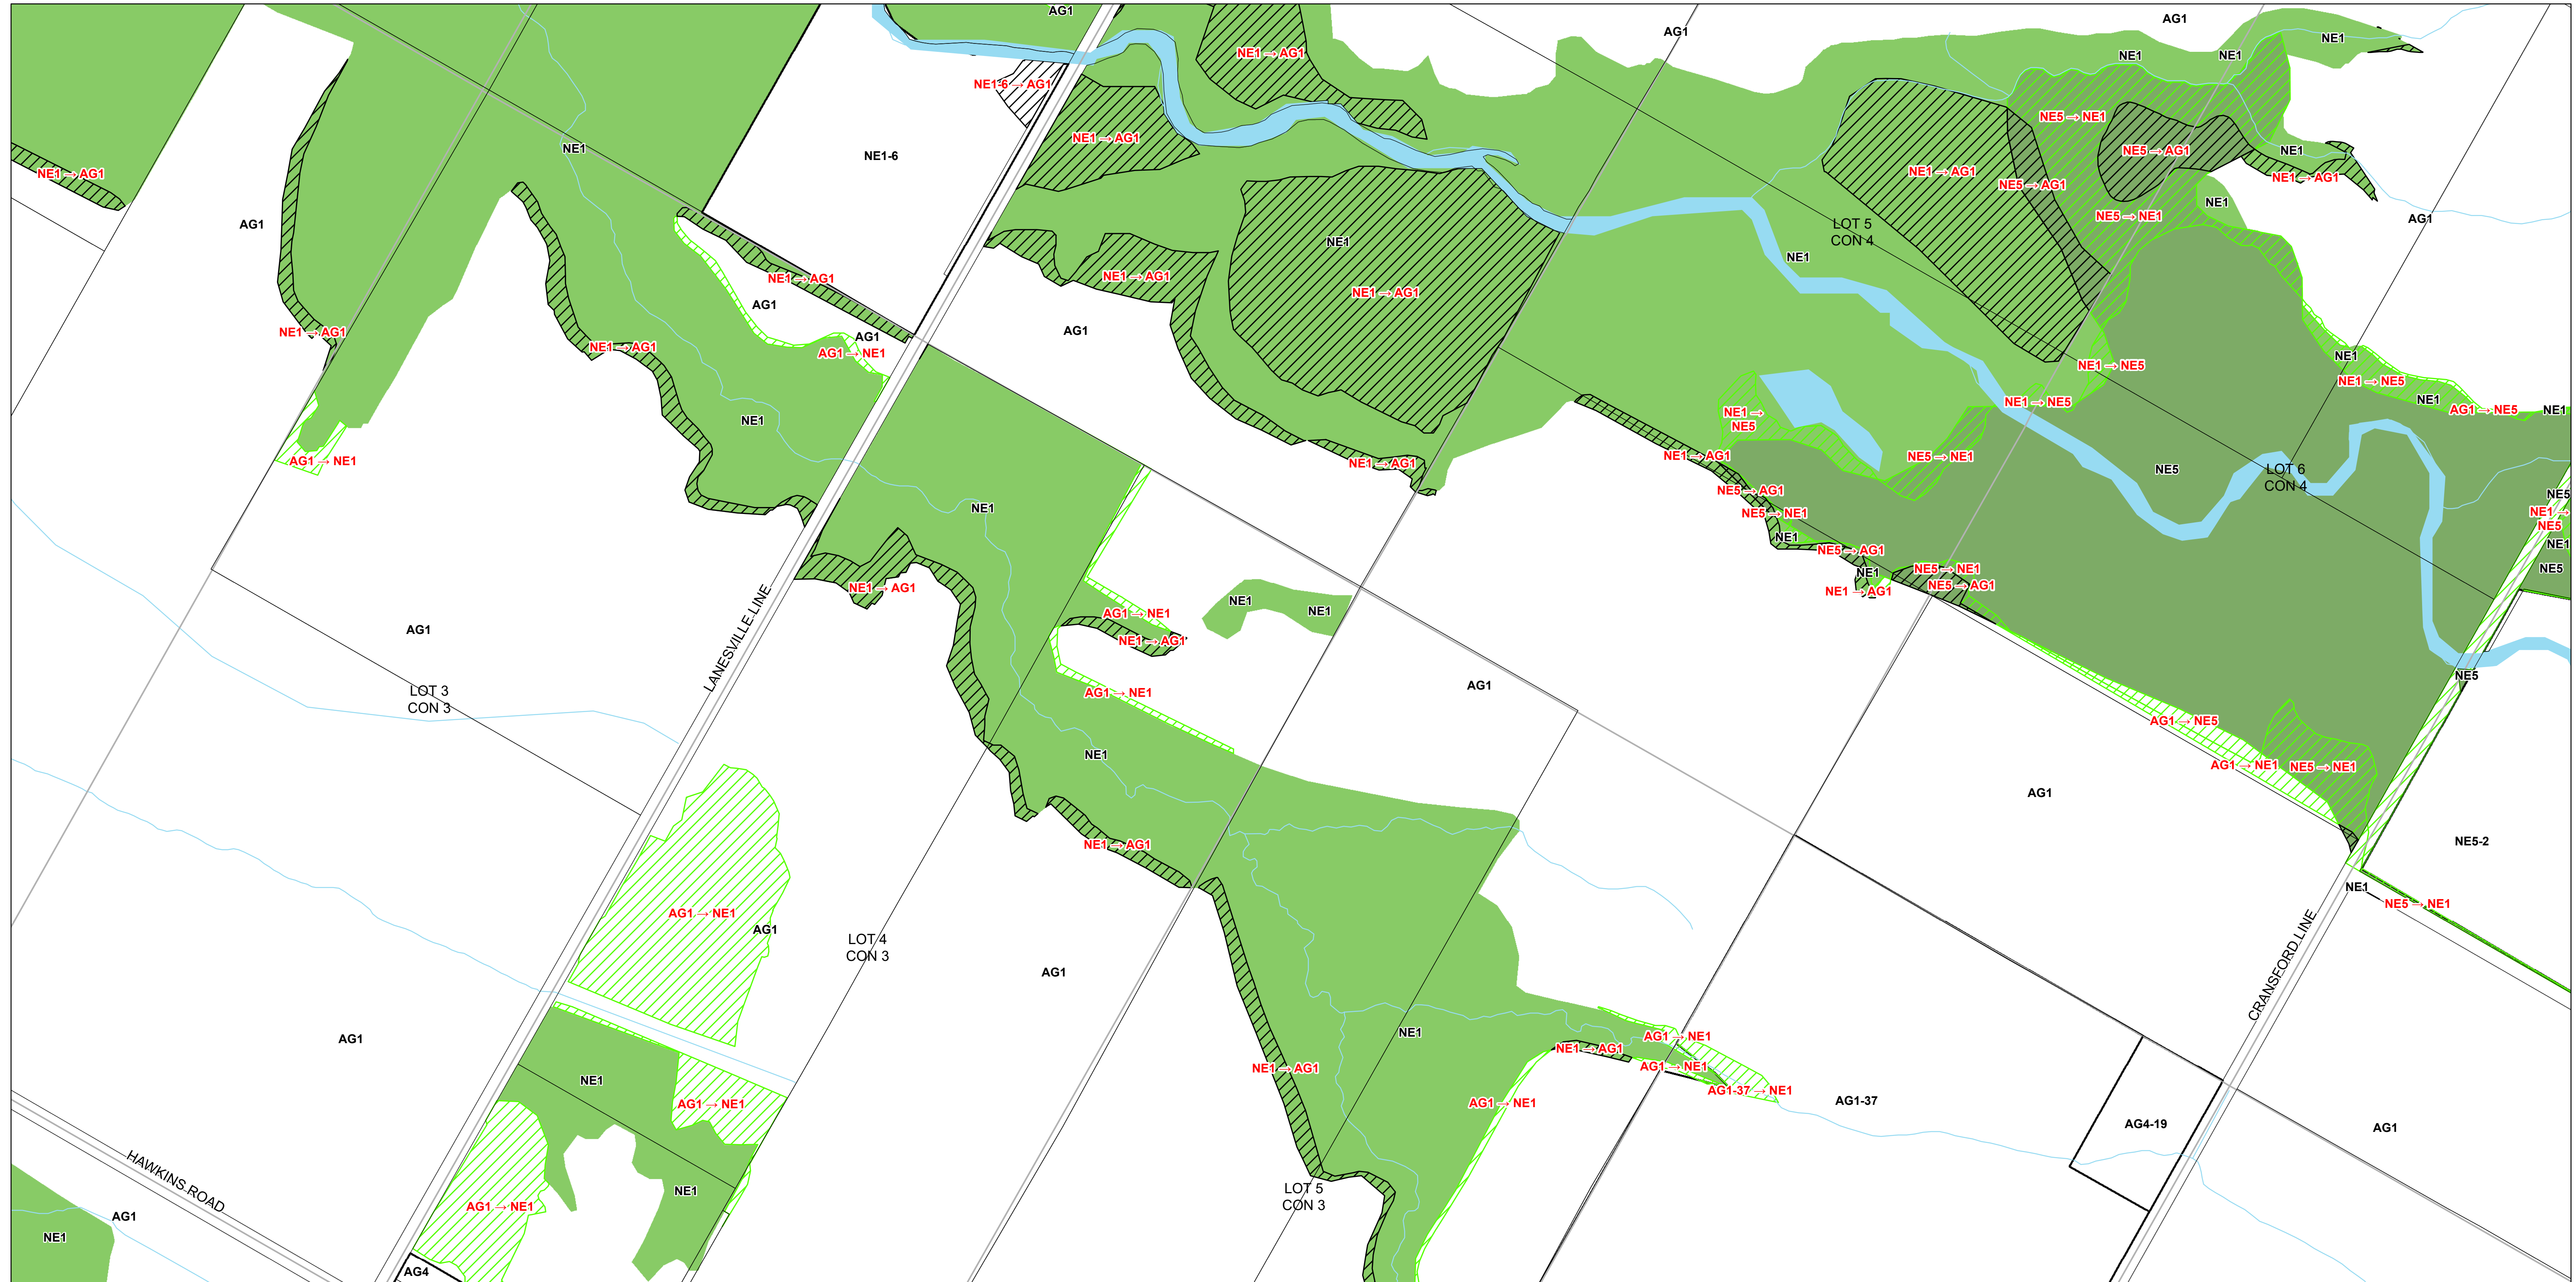 AG1
AG1
AG1
NE1
NE1 → AG1
NE1
NE1
NE1-6 → AG1
NE5 → NE1
NE1 → AG1
NE1
NE5 → AG1
NE1
NE1-6
NE1 → AG1
NE1 → AG1
NE1 → AG1
NE5 → AG1
NE1
NE5 → NE1
AG1
AG1
LOT 5
CON 4
NE1
NE1
NE1 → AG1
NE1 → AG1
NE1 → AG1
AG1
AG1
NE1 → AG1
AG1
NE1 → AG1
AG1 → NE1
NE1
NE1 → NE5
NE1 → NE5
NE1
NE1 → NE5
AG1 → NE5
NE1
NE1 →
NE5
NE1
NE1 → AG1
NE5 → NE1
AG1 → NE1
NE1 → AG1
NE5
LOT 6
CON 4
NE5 → AG1
NE5
NE1
NE5 → NE1
NE1 →
NE5
NE1
NE5 → AG1
NE1
NE5
NE1
NE5 → NE1
NE1 → AG1
NE1 → AG1
NE5 → AG1
NE1
NE1
AG1 → NE1
AG1
NE1 → AG1
LANESVILLE LINE
NE5
AG1
AG1 → NE1
LOT 3
CON 3
AG1 → NE5
NE1
AG1 → NE1
NE5 → NE1
AG1
NE1 → AG1
NE5-2
NE1
NE5 → NE1
AG1 → NE1
AG1
LOT 4
CON 3
AG1
CRANSFORD LINE
AG1
NE1
AG1 → NE1
NE1 → AG1
NE1 → AG1
AG1 → NE1
NE1
AG1-37 → NE1
AG1 → NE1
AG1 → NE1
AG1-37
AG4-19
AG1
HAWKINS ROAD
NE1
LOT 5
CON 3
AG1 → NE1
AG1
NE1
AG4